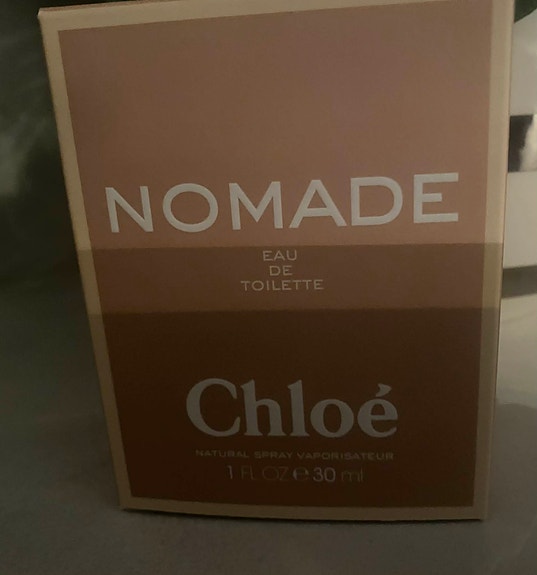 NOMADE
EAU
DE
TOILETTE
Chloé
NATURAL SPRAY VAPORISATEUR
1 FL OZ e 30 ml